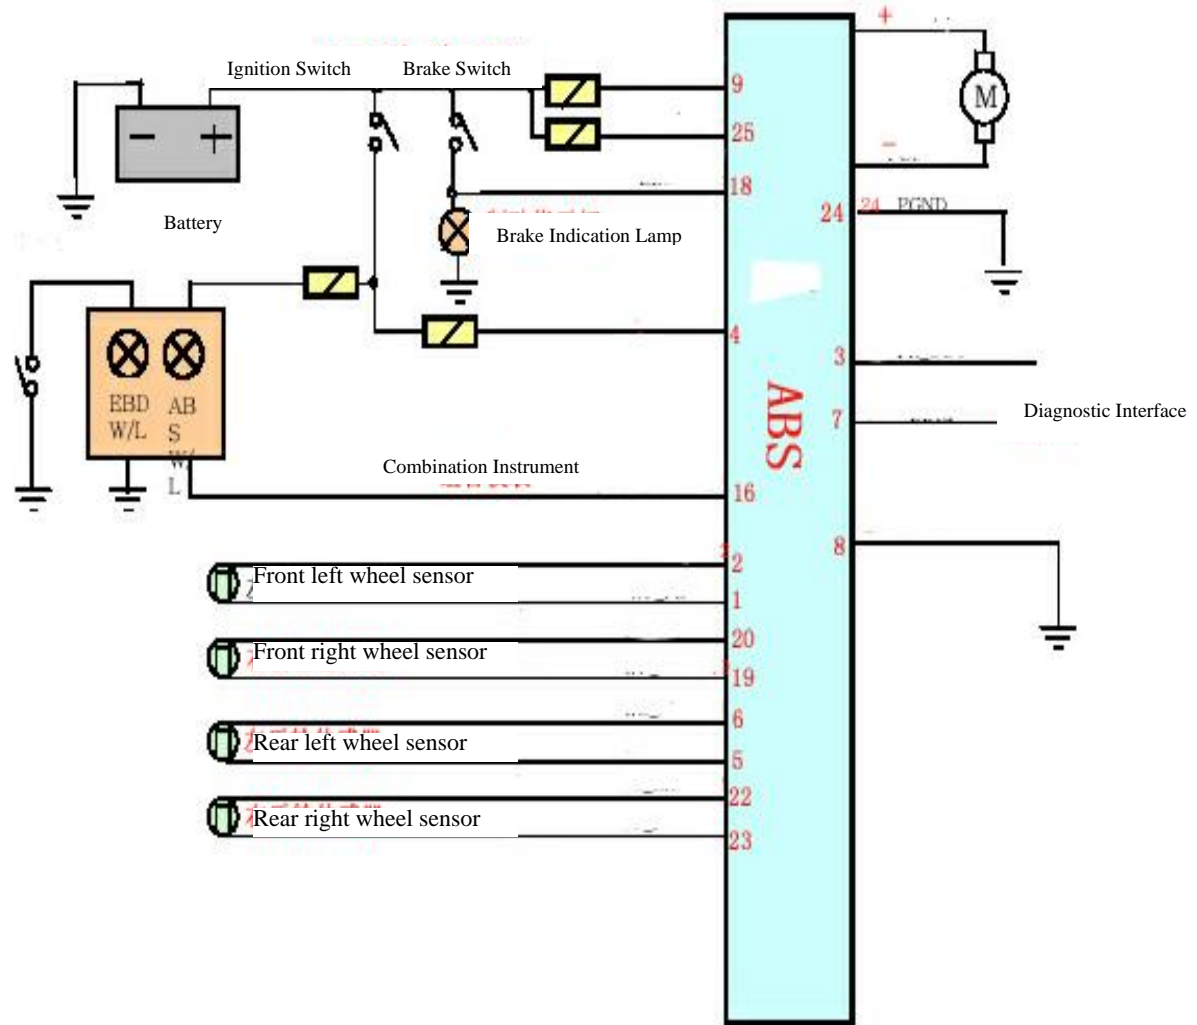 Ignition Switch
Brake Switch
Battery
Brake Indication Lamp
EBD
W/L
AB
S
W/
L
Combination Instrument
Front left wheel sensor
Front right wheel sensor
Rear left wheel sensor
Rear right wheel sensor
9
25
18
4
16
2
1
20
19
6
5
22
23
ABS
+
M
−
24
24 PGND
3
7
8
Diagnostic Interface
− +